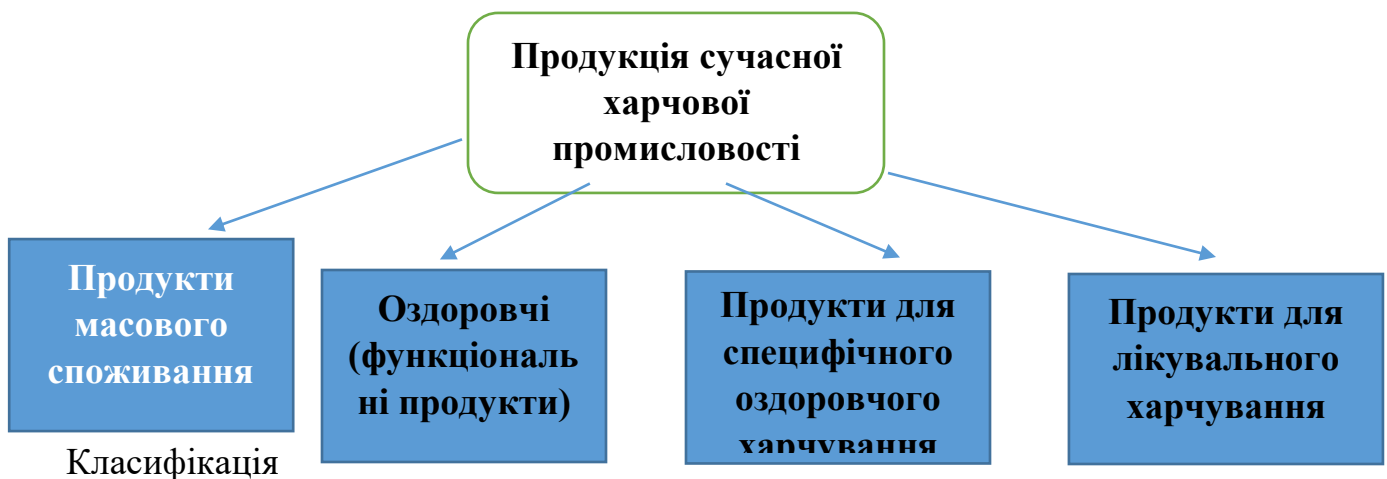 Продукція сучасної
харчової
промисловості
Продукти
масового
споживання
Оздоровчі
(функціональ
ні продукти)
Продукти для
специфічного
оздоровчого
харчування
Продукти для
лікувального
харчування
Класифікація